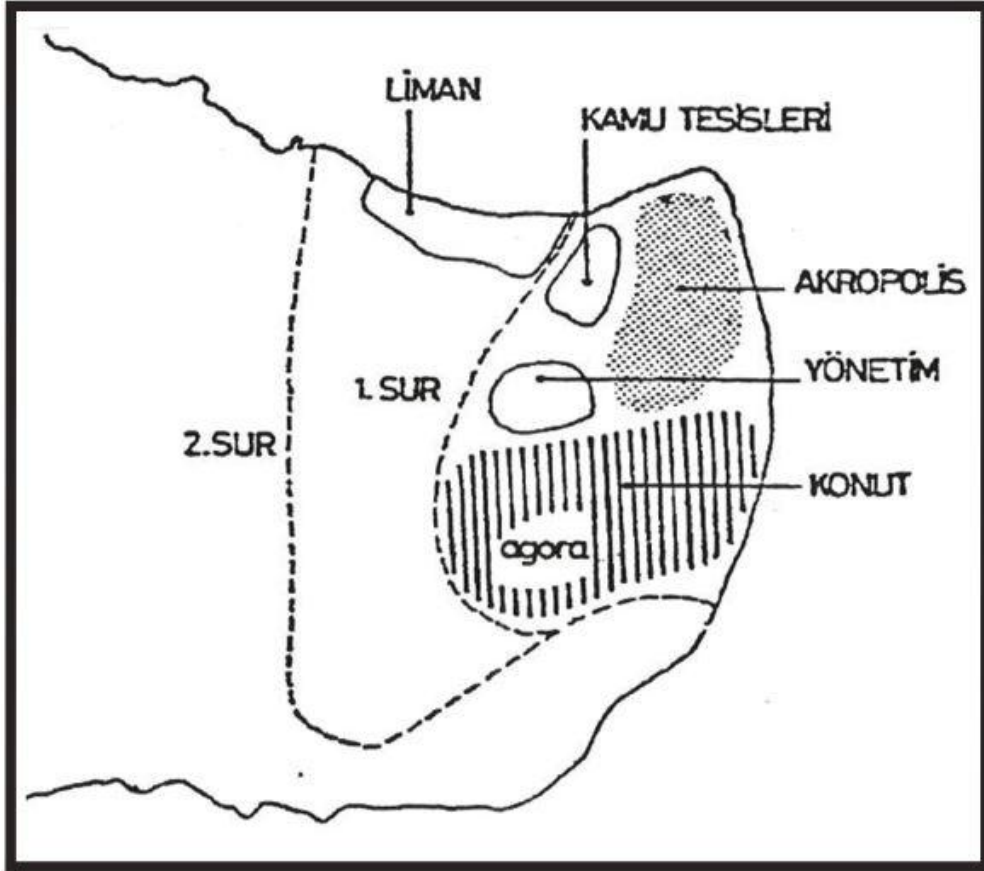 LİMAN
KAMU TESİSLERİ
AKROPOLİS
YÖNETİM
1. SUR
2. SUR
KONUT
agora